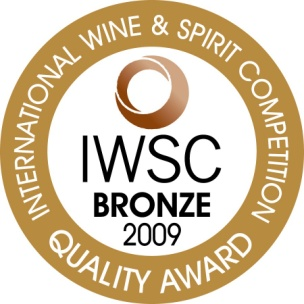 INTERNATIONAL WINE & SPIRIT COMPETITION
IWSC
BRONZE
2009
QUALITY AWARD